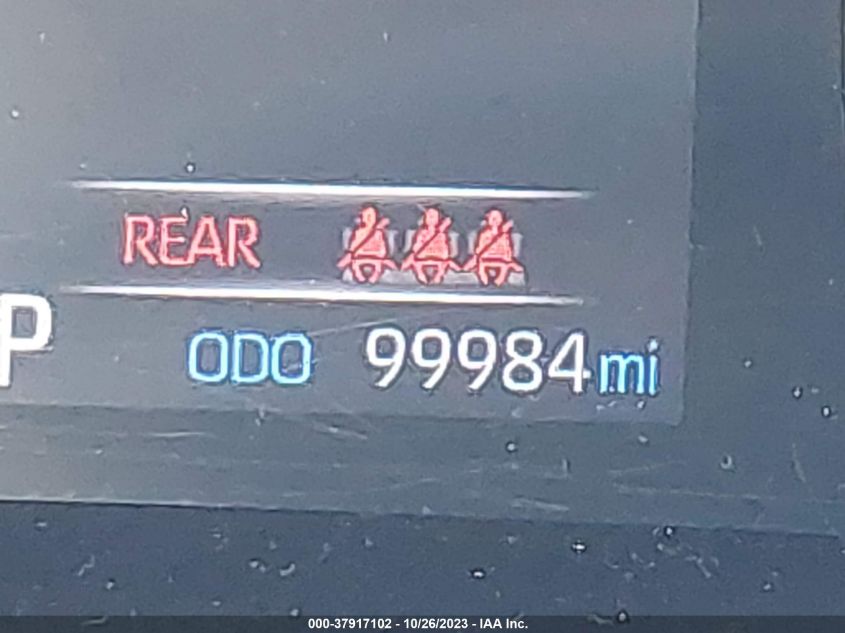 REAR
P
ODO 99984 mi
000-37917102 - 10/26/2023 - IAA Inc.